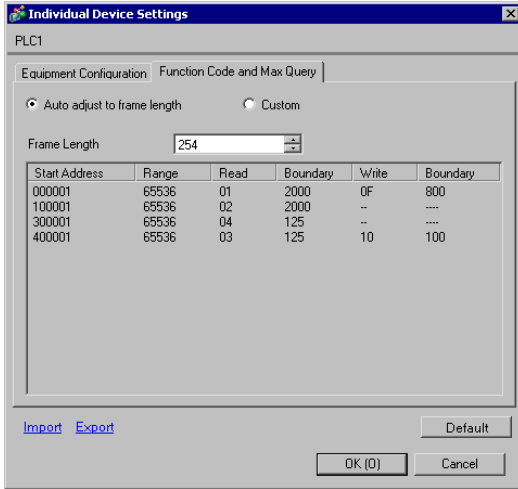 Individual Device Settings
PLC1
Equipment Configuration Function Code and Max Query
Auto adjust to frame length Custom
Frame Length 254
Start Address Range Read Boundary Write Boundary
000001 65536 01 2000 0F 800
100001 65536 02 2000 -- ----
300001 65536 04 125 -- ----
400001 65536 03 125 10 100
Import Export Default
OK (O) Cancel